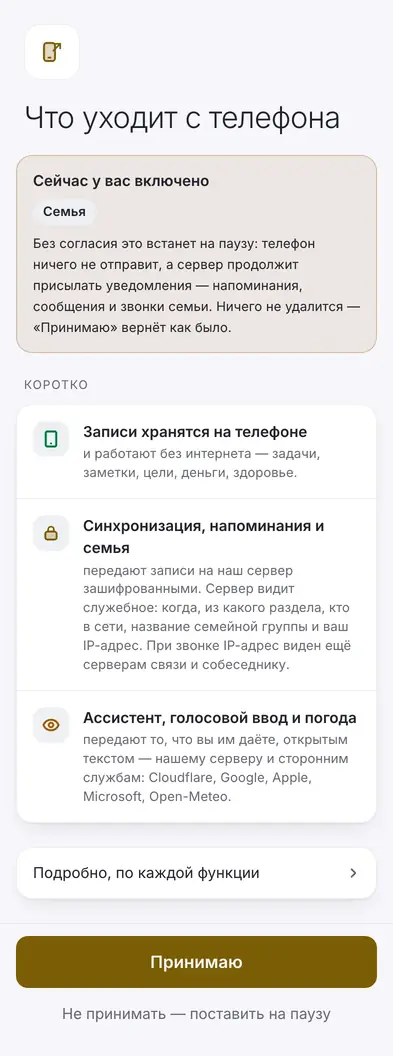 Что уходит с телефона
Сейчас у вас включено
Семья
Без согласия это встанет на паузу: телефон
ничего не отправит, а сервер продолжит
присылать уведомления — напоминания,
сообщения и звонки семьи. Ничего не удалится —
«Принимаю» вернёт как было.
КОРОТКО
Записи хранятся на телефоне
и работают без интернета — задачи,
заметки, цели, деньги, здоровье.
Синхронизация, напоминания и
семья
передают записи на наш сервер
зашифрованными. Сервер видит
служебное: когда, из какого раздела, кто
в сети, название семейной группы и ваш
IP-адрес. При звонке IP-адрес виден ещё
серверам связи и собеседнику.
Ассистент, голосовой ввод и погода
передают то, что вы им даёте, открытым
текстом — нашему серверу и сторонним
службам: Cloudflare, Google, Apple,
Microsoft, Open-Meteo.
Подробно, по каждой функции
Принимаю
Не принимать — поставить на паузу